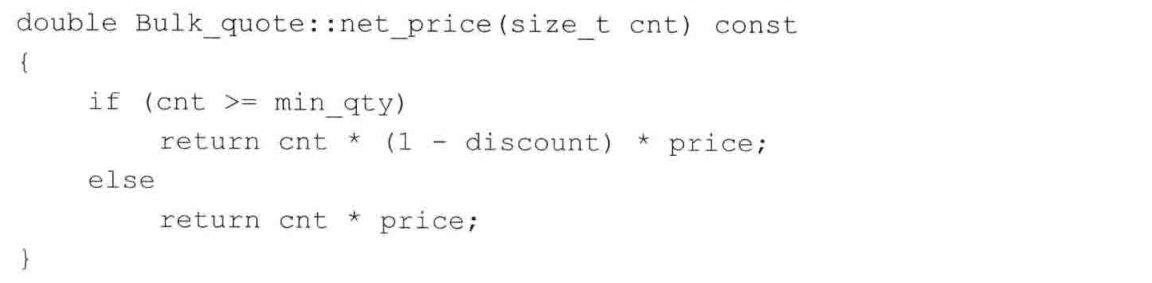 double Bulk_quote::net_price(size_t cnt) const
{
    if (cnt >= min_qty)
        return cnt * (1 - discount) * price;
    else
        return cnt * price;
}